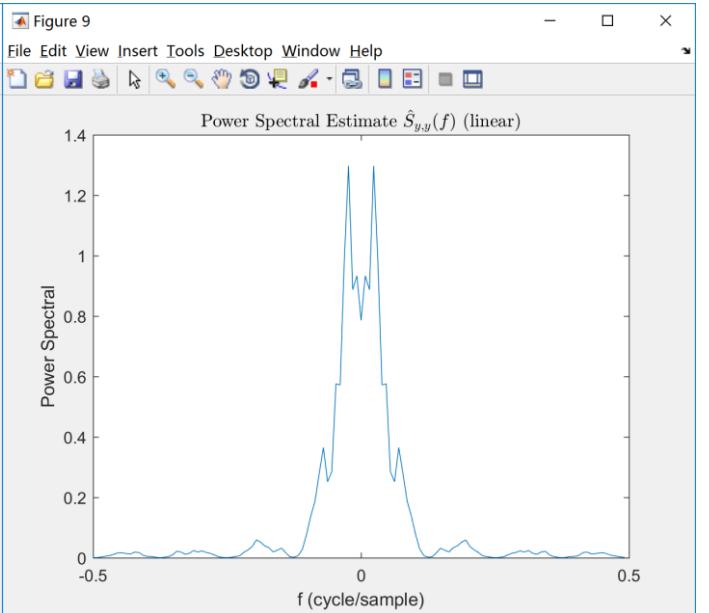 Figure 9
File Edit View Insert Tools Desktop Window Help
Power Spectral Estimate Ŝy,y(f) (linear)
1.4
1.2
1
0.8
0.6
0.4
0.2
0
Power Spectral
-0.5 0 0.5
f (cycle/sample)